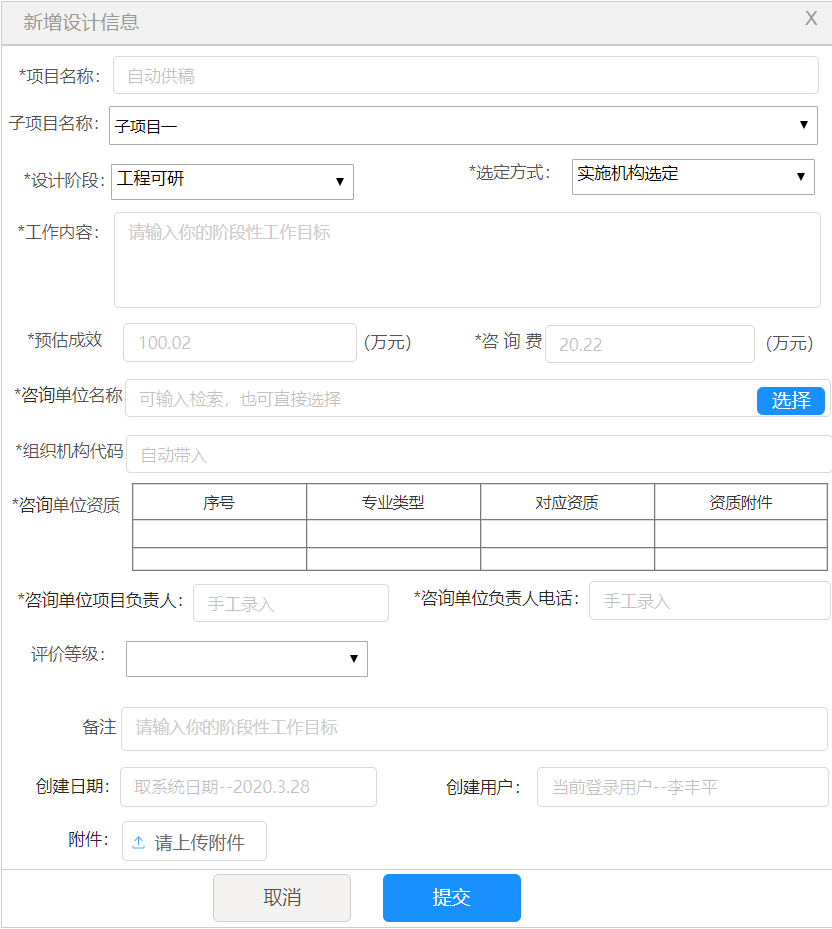 新增设计信息 X
*项目名称： 自动供稿
子项目名称： 子项目一
*设计阶段： 工程可研 *选定方式： 实施机构选定
*工作内容： 请输入你的阶段性工作目标
*预估成效 100.02 (万元) *咨 询 费 20.22 (万元)
*咨询单位名称 可输入检索，也可直接选择 选择
*组织机构代码 自动带入
*咨询单位资质 序号 专业类型 对应资质 资质附件
*咨询单位项目负责人： 手工录入 *咨询单位负责人电话： 手工录入
评价等级：
备注 请输入你的阶段性工作目标
创建日期： 取系统日期--2020.3.28 创建用户： 当前登录用户--李丰平
附件： 请上传附件
取消 提交